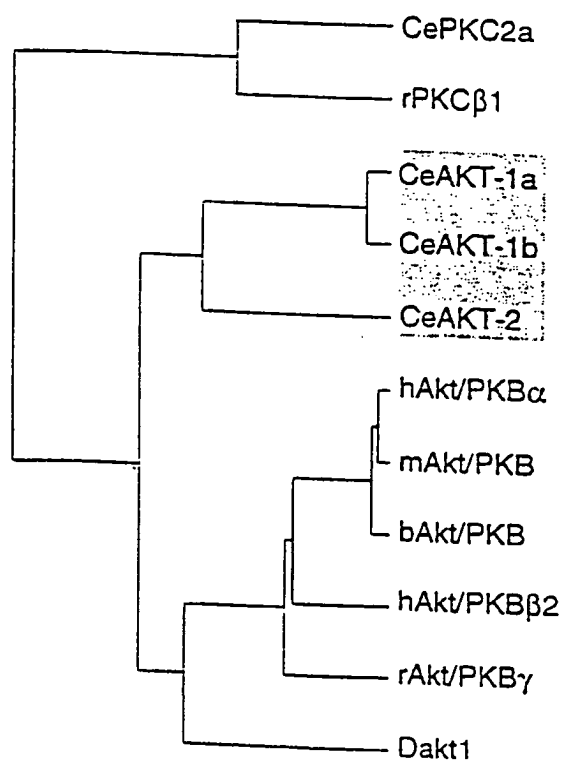 CePKC2a
rPKCβ1
CeAKT-1a
CeAKT-1b
CeAKT-2
hAkt/PKBα
mAkt/PKB
bAkt/PKB
hAkt/PKBβ2
rAkt/PKBγ
Dakt1